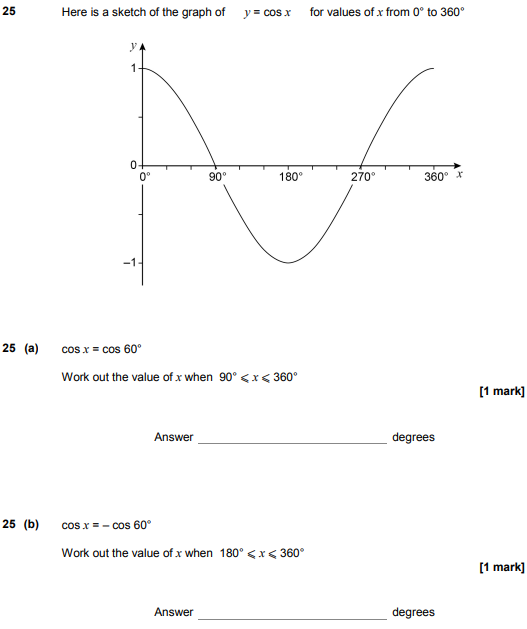 25 Here is a sketch of the graph of y = cos x for values of x from 0° to 360°
y
1
0
0° 90° 180° 270° 360° x
–1
25 (a) cos x = cos 60°
Work out the value of x when 90° ⩽ x ⩽ 360°
[1 mark]
Answer degrees
25 (b) cos x = – cos 60°
Work out the value of x when 180° ⩽ x ⩽ 360°
[1 mark]
Answer degrees